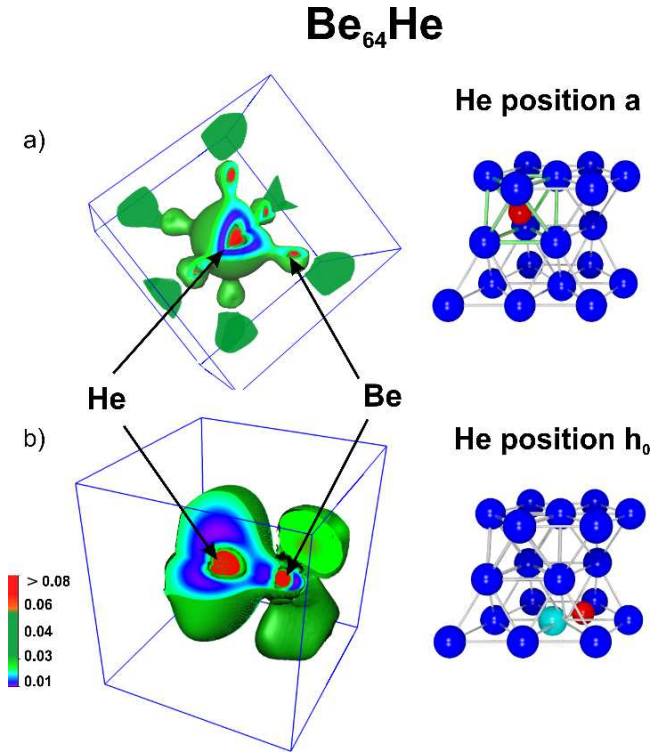 Be₆₄He
a)
He position a
He
Be
b)
He position h₀
> 0.08
0.06
0.04
0.03
0.01